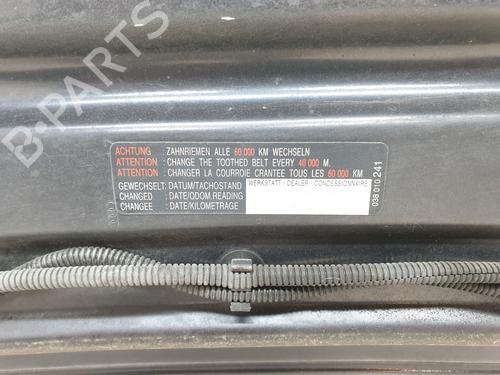 ACHTUNG : ZAHNRIEMEN ALLE 60 000 KM WECHSELN
ATTENTION : CHANGE THE TOOTHED BELT EVERY 40 000 M.
ATTENTION : CHANGER LA COURROIE CRANTEE TOUS LES 60 000 KM
GEWECHSELT: DATUM/TACHOSTAND
CHANGED : DATE/ODOM.READING
CHANGEE : DATE/KILOMETRAGE
WERKSTATT / DEALER / CONCESSIONNAIRE
038 010 241
B-PARTS